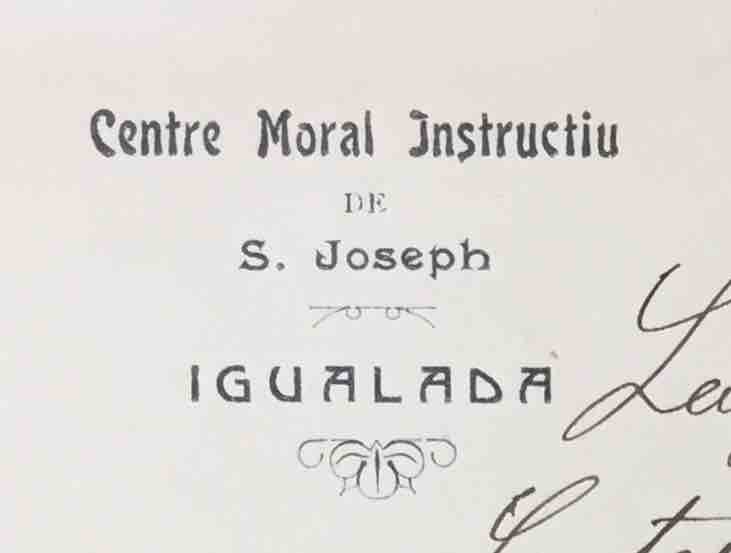 Centre Moral Instructiu
DE
S. Joseph
IGUALADA